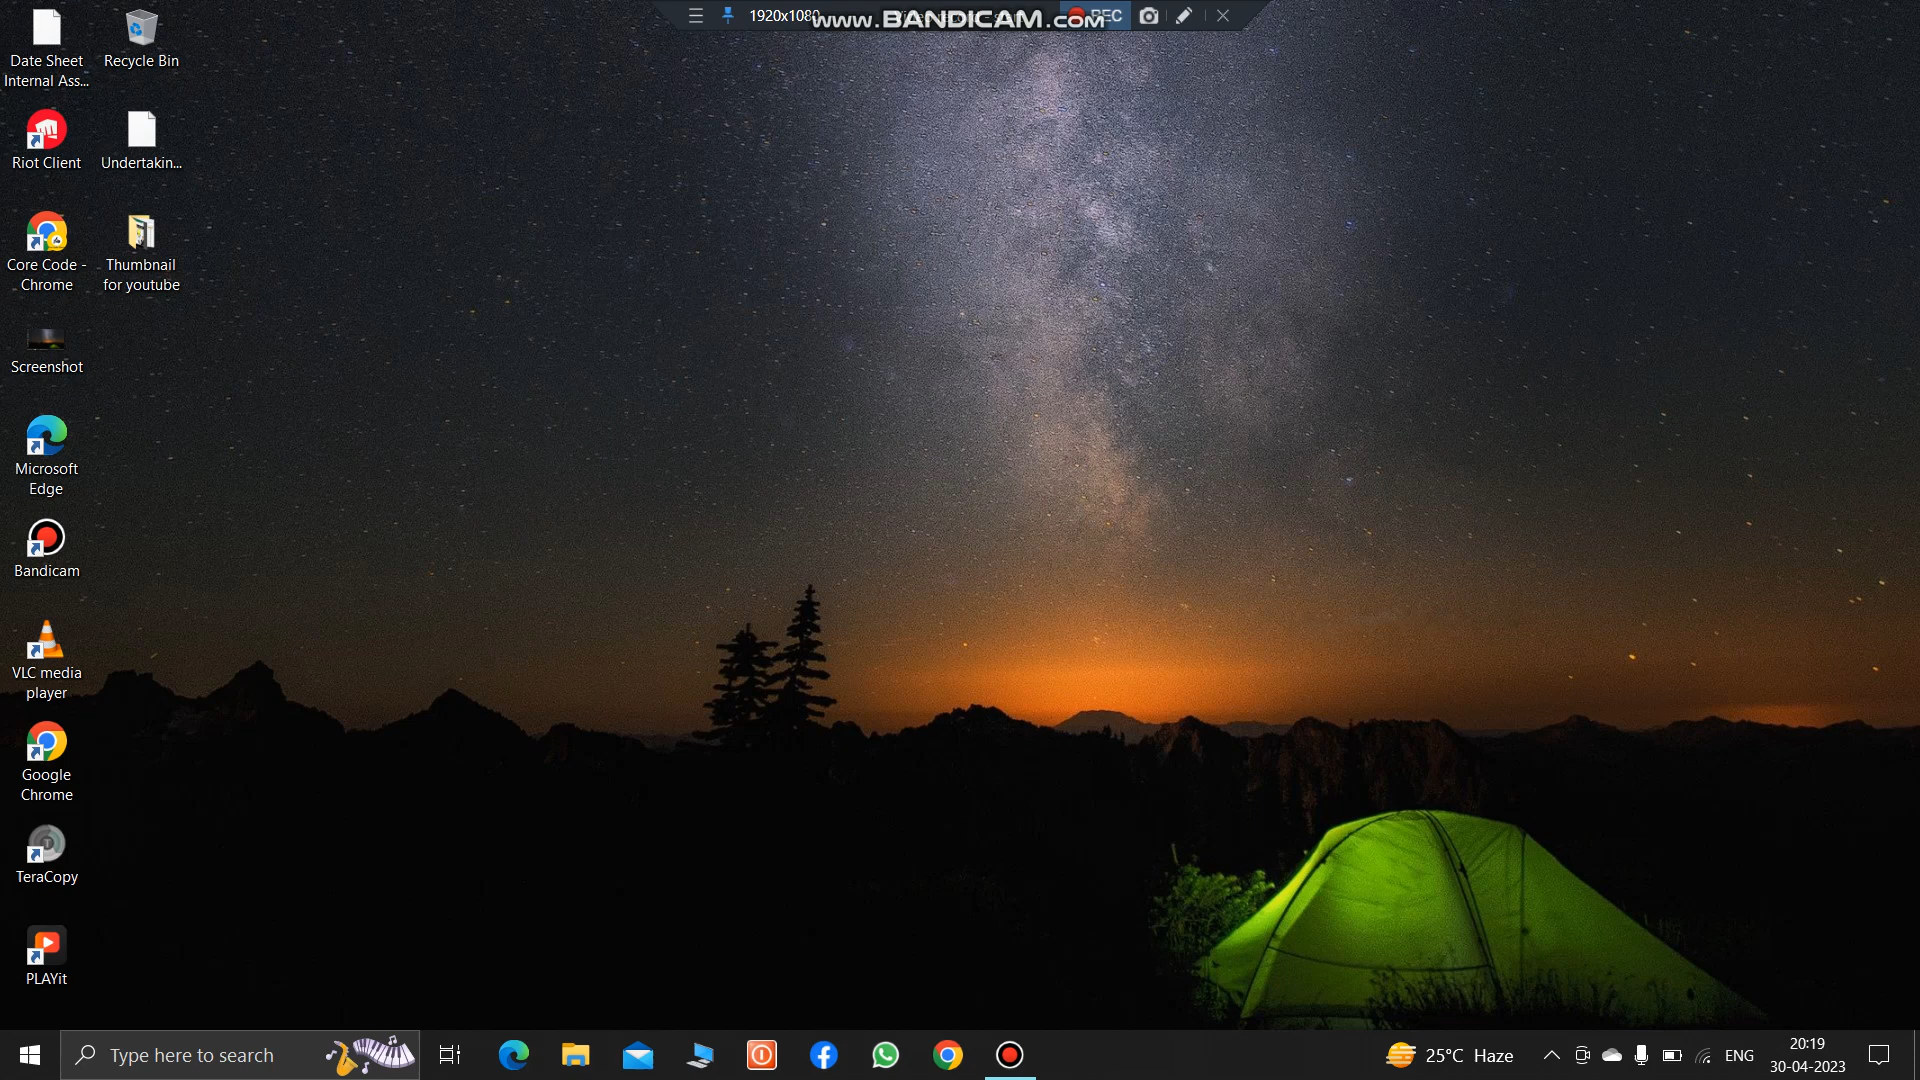 1920x1080
www.BANDICAM.com
REC
Date Sheet
Internal Ass...
Recycle Bin
Riot Client
Undertakin...
Core Code -
Chrome
Thumbnail
for youtube
Screenshot
Microsoft
Edge
Bandicam
VLC media
player
Google
Chrome
TeraCopy
PLAYit
Type here to search
25°C Haze
ENG
20:19
30-04-2023